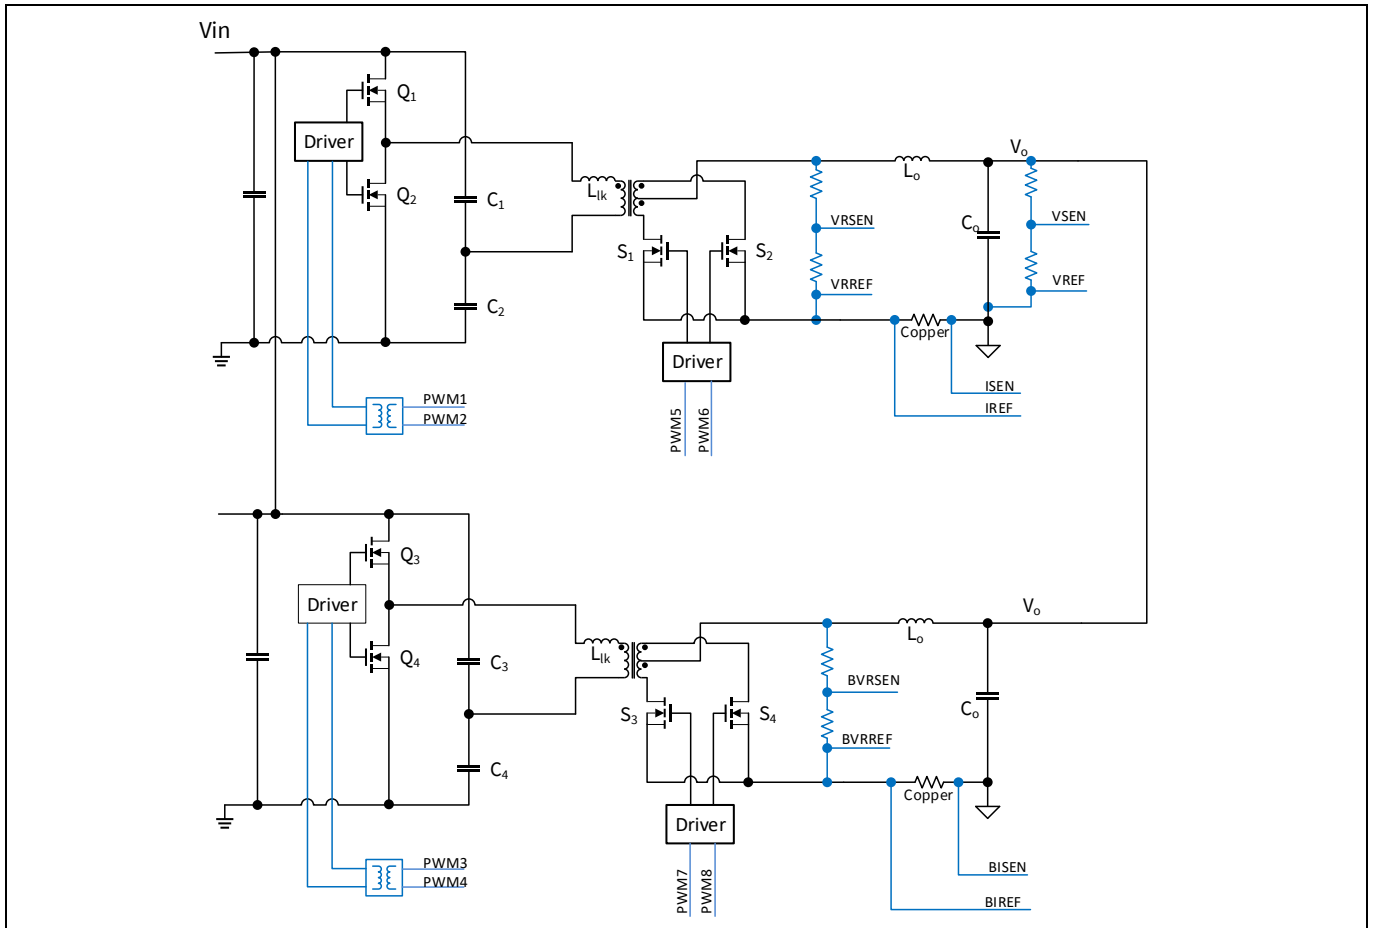 Vin
Q1
Driver
Q2
C1
C2
Llk
S1
S2
Driver
PWM1
PWM2
PWM5
PWM6
VRSEN
VRREF
Lo
Vo
Co
VSEN
VREF
Copper
ISEN
IREF
Q3
Driver
Q4
C3
C4
Llk
S3
S4
Driver
PWM3
PWM4
PWM7
PWM8
BVRSEN
BVRREF
Lo
Vo
Co
Copper
BISEN
BIREF